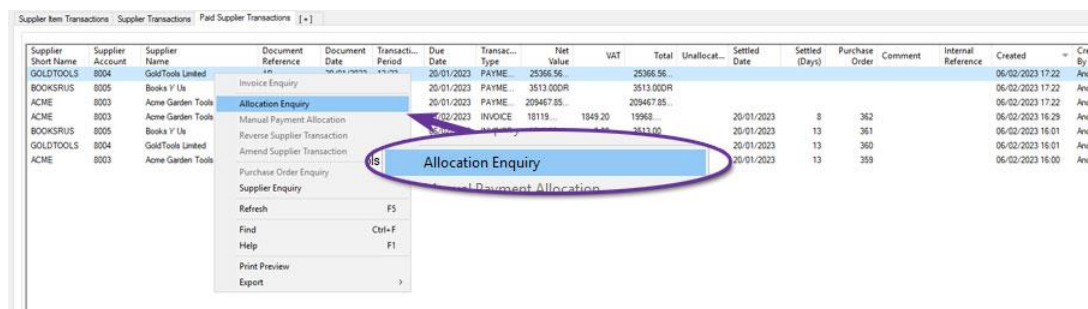 Supplier Item Transactions Supplier Transactions Paid Supplier Transactions [+]
Supplier Short Name Supplier Account Supplier Name Document Reference Document Date Transacti... Period Due Date Transac... Type Net Value VAT Total Unallocat... Settled Date Settled (Days) Purchase Order Comment Internal Reference Created
GOLDTOOLS 8004 GoldTools Limited 20/01/2023 PAYME... 25366.56... 25366.56... 06/02/2023 17:22
BOOKSRUS 8005 Books Y' Us 20/01/2023 PAYME... 3513.00DR 3513.00DR 06/02/2023 17:22
ACME 8003 Acme Garden Tools 20/01/2023 PAYME... 209467.85... 209467.85... 06/02/2023 17:22
ACME 8003 Acme Garden Tools INVOICE 18119... 1849.20 19968.... 20/01/2023 8 362 06/02/2023 16:29
BOOKSRUS 8005 Books Y' Us 3513.00 20/01/2023 13 361 06/02/2023 16:01
GOLDTOOLS 8004 GoldTools Limited 20/01/2023 13 360 06/02/2023 16:01
ACME 8003 Acme Garden Tools 20/01/2023 13 359 06/02/2023 16:00
Invoice Enquiry
Allocation Enquiry
Manual Payment Allocation
Reverse Supplier Transaction
Amend Supplier Transaction
Purchase Order Enquiry
Supplier Enquiry
Refresh F5
Find Ctrl+F
Help F1
Print Preview
Export
Allocation Enquiry
Manual Payment Allocation